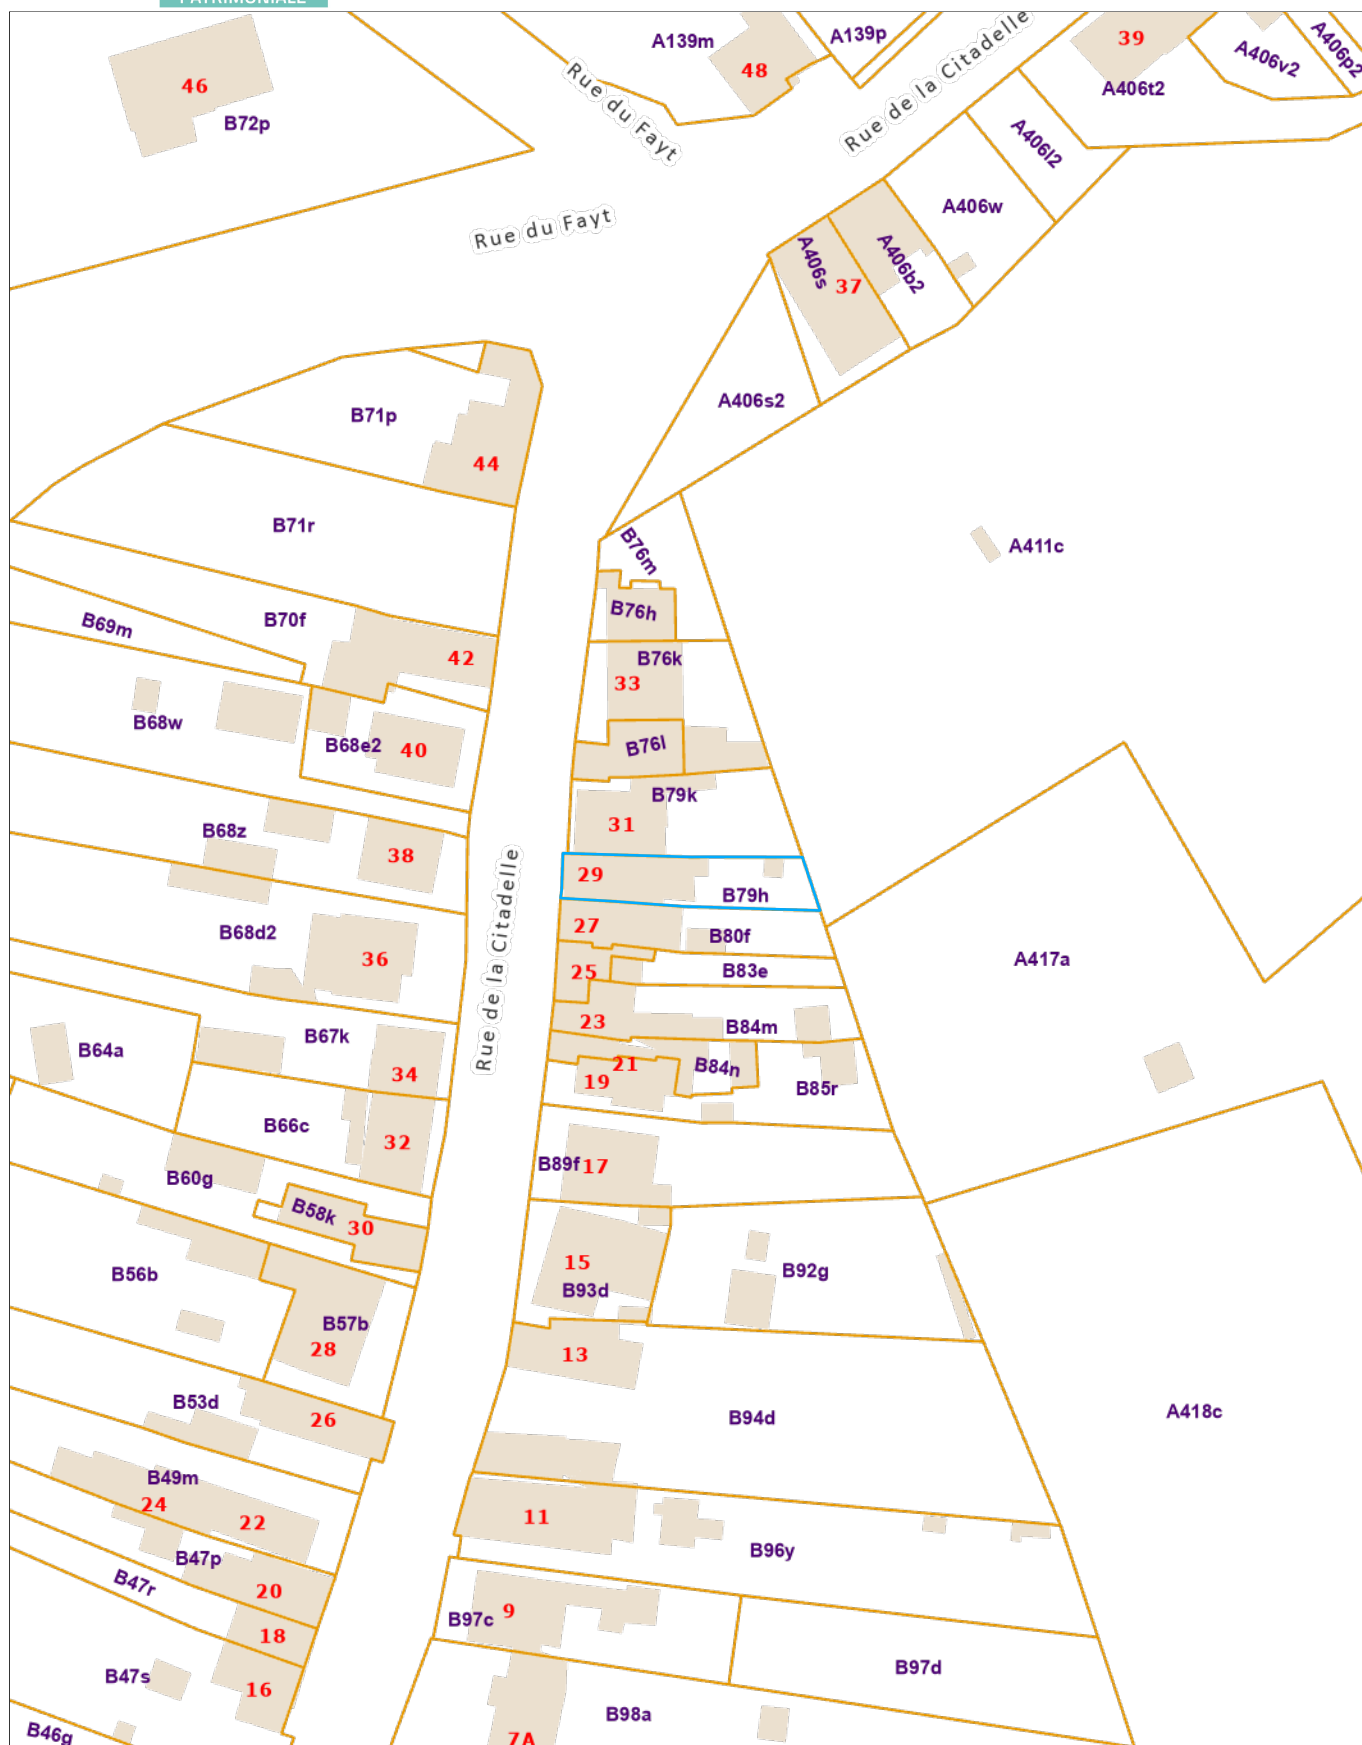 PATRIMONIALE
A139m
A139p
Rue de la Citadelle
39
A406v2
A406p2
48
46
Rue du Fayt
A406t2
B72p
A406l2
A406w
Rue du Fayt
A406s
A406b2
37
A406s2
B71p
44
B71r
B76m
A411c
B76h
B70f
B69m
42
B76k
33
B68w
B68e2
40
B76l
B79k
31
B68z
38
29
B79h
Rue de la Citadelle
27
B80f
B68d2
36
25
B83e
A417a
23
B84m
B67k
B64a
34
21
19
B84n
B85r
B66c
32
B89f
17
B60g
B58k
30
B56b
15
B93d
B92g
B57b
28
13
B53d
26
B94d
A418c
B49m
24
22
11
B96y
B47p
B47r
20
9
B97c
18
B47s
16
B97d
B98a
B46g
7A